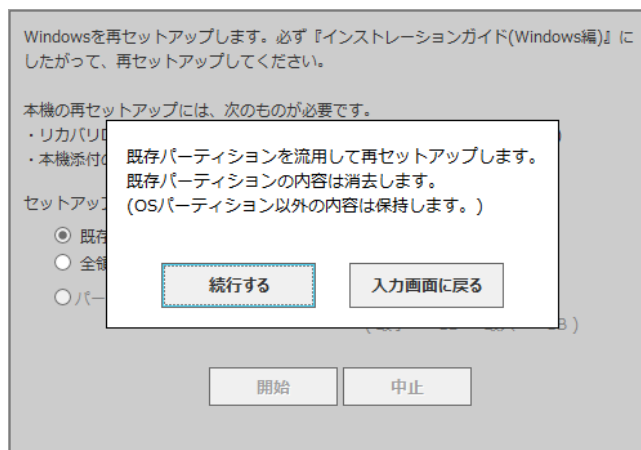 Windowsを再セットアップします。必ず『インストレーションガイド(Windows編)』に
したがって、再セットアップしてください。
本機の再セットアップには、次のものが必要です。
・リカバリD
・本機添付の
セットアップ
既存パーティションを流用して再セットアップします。
既存パーティションの内容は消去します。
(OSパーティション以外の内容は保持します。)
続行する 入力画面に戻る
既存
全領
パー
開始 中止